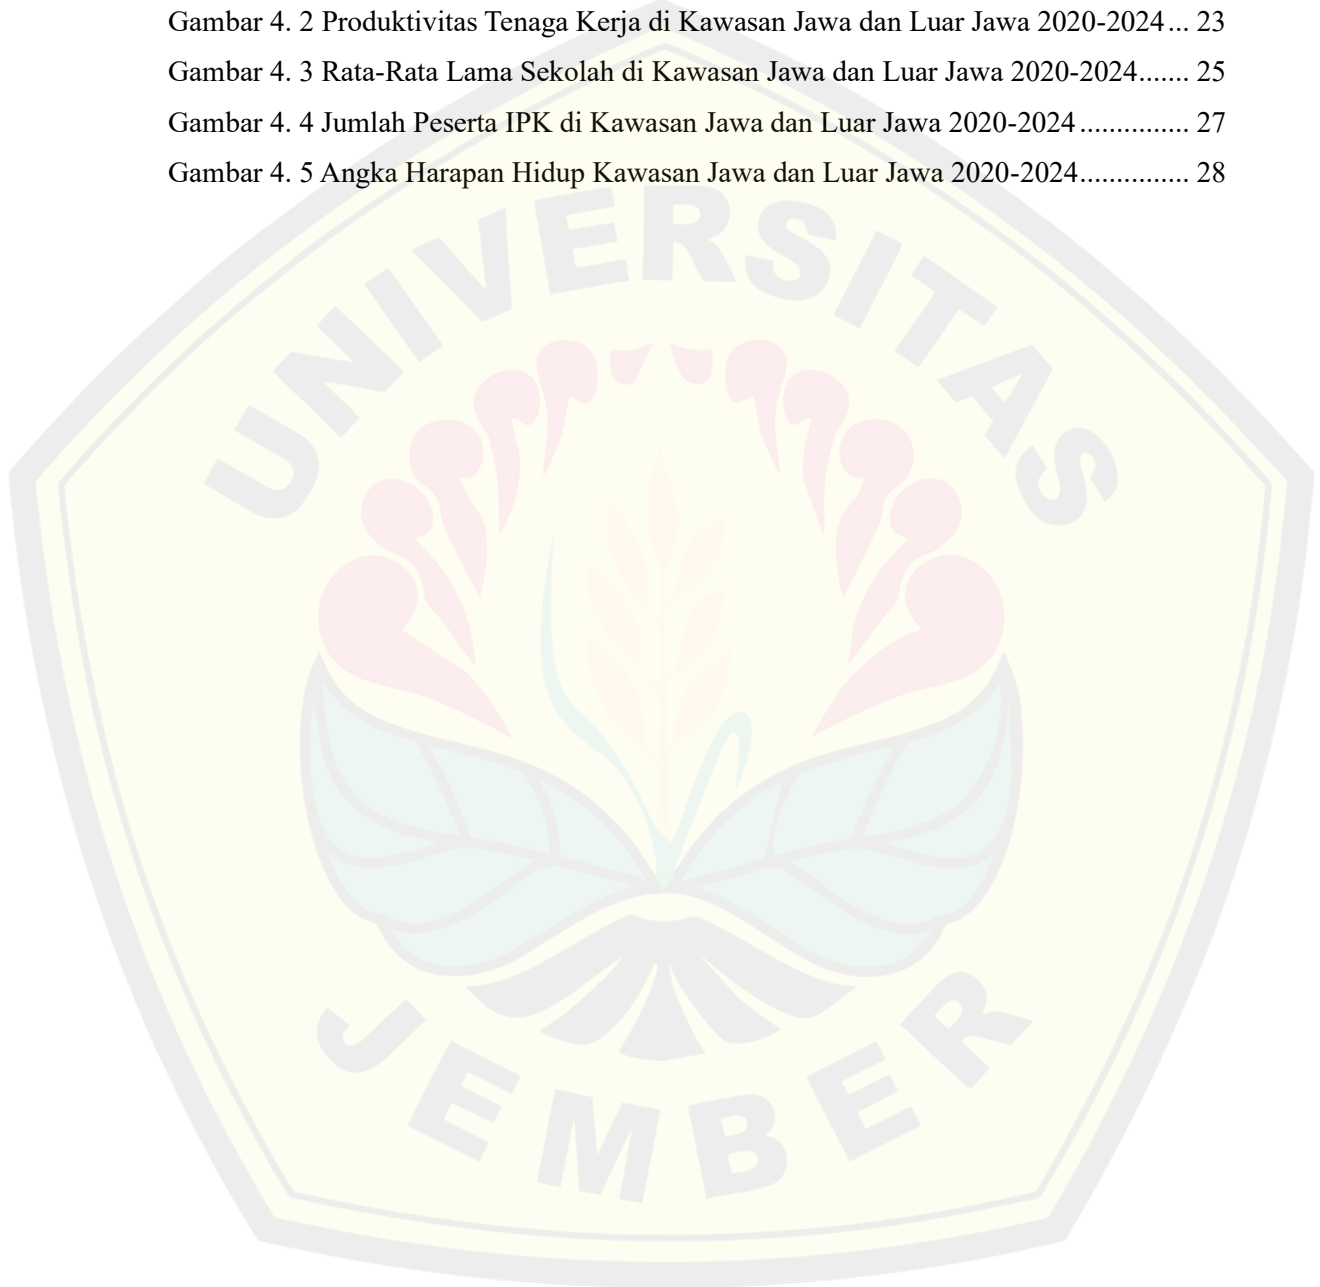 Gambar 4. 2 Produktivitas Tenaga Kerja di Kawasan Jawa dan Luar Jawa 2020-2024 ... 23
Gambar 4. 3 Rata-Rata Lama Sekolah di Kawasan Jawa dan Luar Jawa 2020-2024....... 25
Gambar 4. 4 Jumlah Peserta IPK di Kawasan Jawa dan Luar Jawa 2020-2024 ............... 27
Gambar 4. 5 Angka Harapan Hidup Kawasan Jawa dan Luar Jawa 2020-2024............... 28
UNIVERSITAS
JEMBER